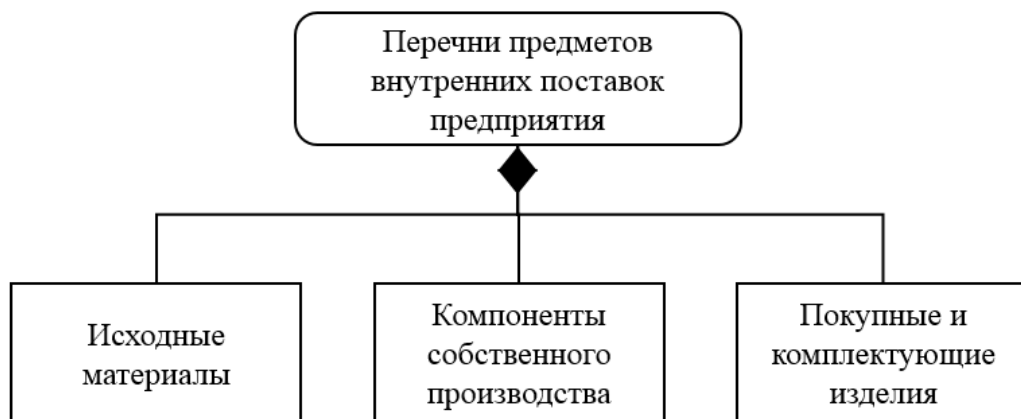 Перечни предметов
внутренних поставок
предприятия
Исходные
материалы
Компоненты
собственного
производства
Покупные и
комплектующие
изделия